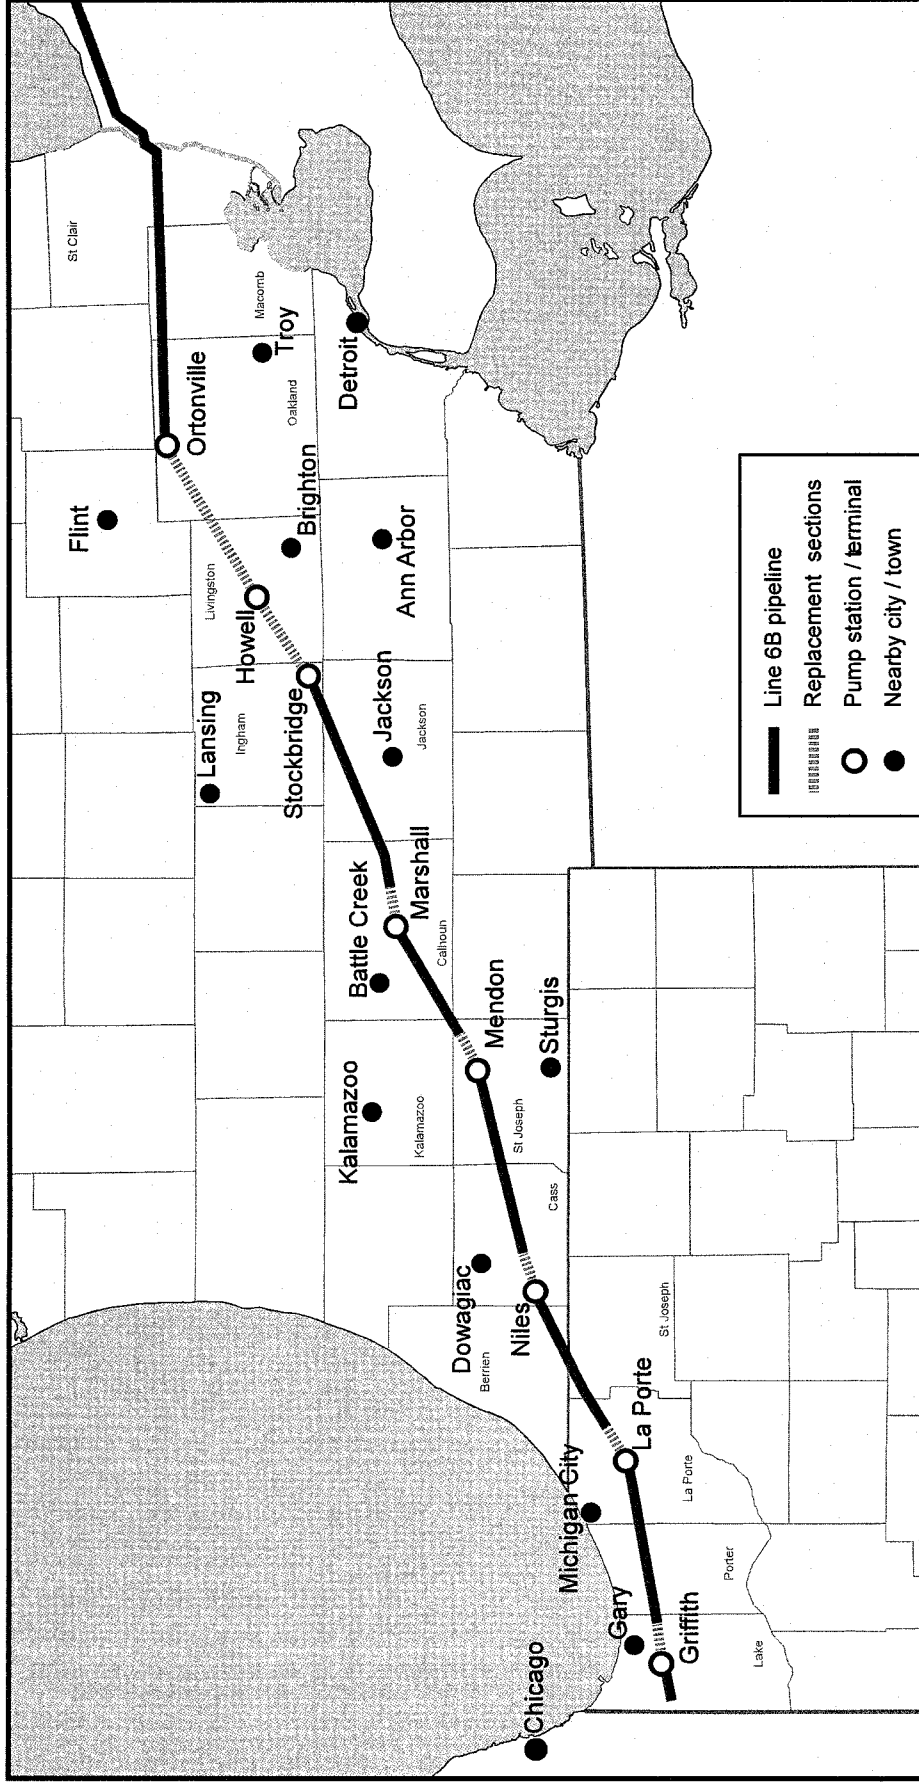 St Clair
Flint
Ortonville
Macomb
Troy
Livingston
Oakland
Detroit
Lansing
Ingham
Howell
Brighton
Stockbridge
Ann Arbor
Jackson
Jackson
Battle Creek
Marshall
Calhoun
Kalamazoo
Kalamazoo
Mendon
Sturgis
St Joseph
Cass
Dowagiac
Berrien
Niles
St Joseph
Michigan City
La Porte
La Porte
Chicago
Gary
Griffith
Porter
Lake
Line 6B pipeline
Replacement sections
Pump station / terminal
Nearby city / town